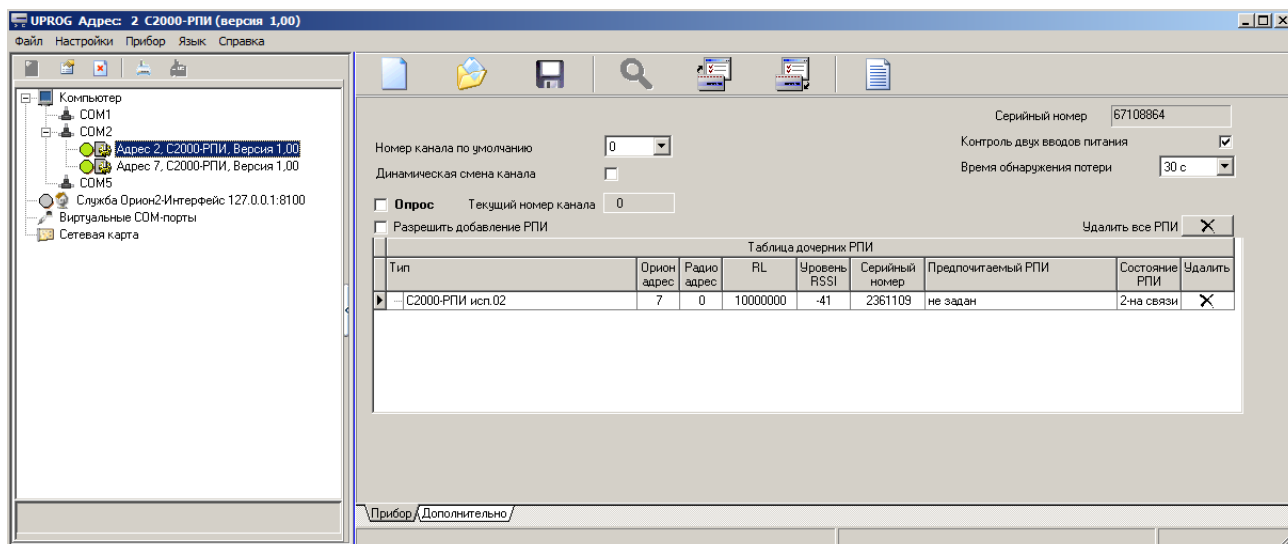 UPROG Адрес: 2 С2000-РПИ (версия 1,00)
Файл Настройки Прибор Язык Справка
Компьютер
COM1
COM2
Адрес 2, С2000-РПИ, Версия 1,00
Адрес 7, С2000-РПИ, Версия 1,00
COM5
Служба Орион2-Интерфейс 127.0.0.1:8100
Виртуальные COM-порты
Сетевая карта
Серийный номер 67108864
Номер канала по умолчанию 0
Контроль двух вводов питания
Динамическая смена канала
Время обнаружения потери 30 с
Опрос Текущий номер канала 0
Разрешить добавление РПИ
Удалить все РПИ
Таблица дочерних РПИ
Тип Орион адрес Радио адрес RL Уровень RSSI Серийный номер Предпочитаемый РПИ Состояние РПИ Удалить
С2000-РПИ исп.02 7 0 10000000 -41 2361109 не задан 2-на связи
Прибор Дополнительно